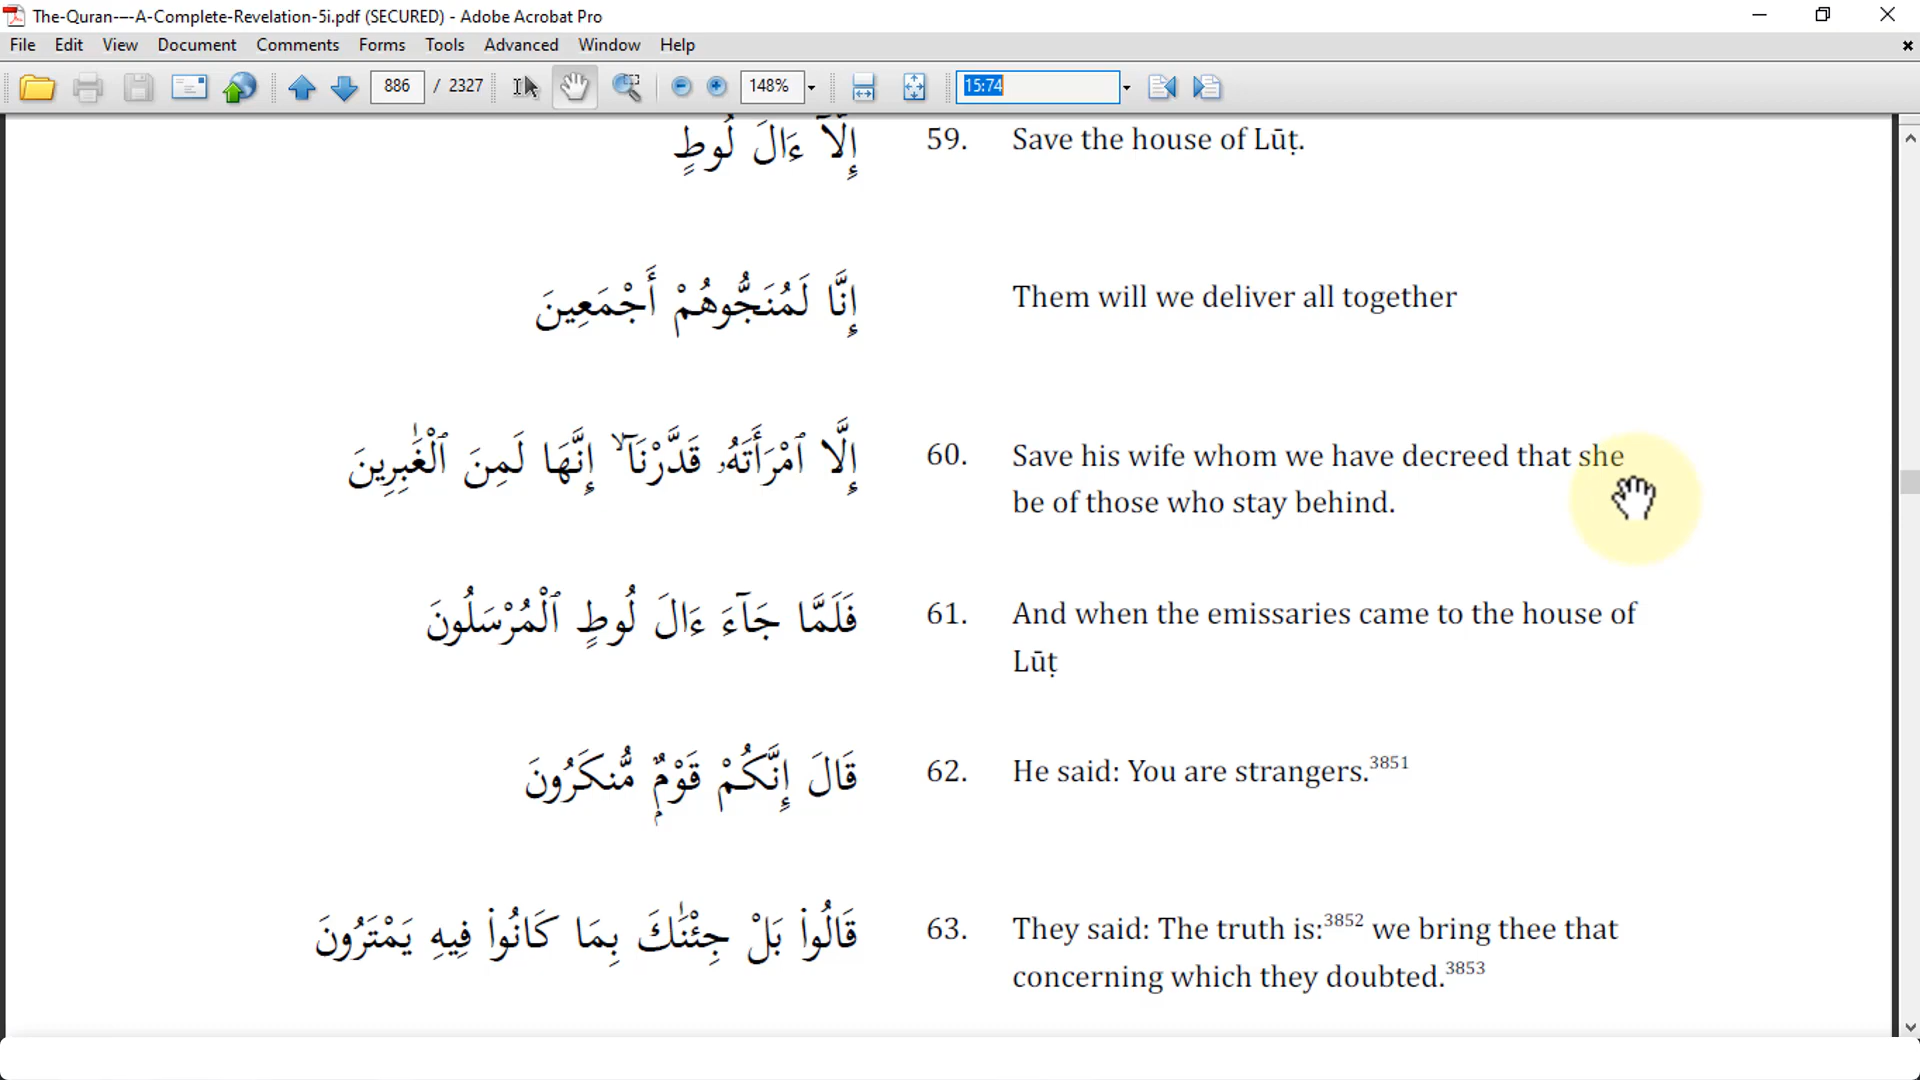 The-Quran-—-A-Complete-Revelation-5i.pdf (SECURED) - Adobe Acrobat Pro
File Edit View Document Comments Forms Tools Advanced Window Help
886 / 2327 148% 15:74
إِلَّآ ءَالَ لُوطٍ 59. Save the house of Lūṭ.
إِنَّا لَمُنَجُّوهُمْ أَجْمَعِينَ Them will we deliver all together
إِلَّا ٱمْرَأَتَهُۥ قَدَّرْنَآ ۙ إِنَّهَا لَمِنَ ٱلْغَٰبِرِينَ 60. Save his wife whom we have decreed that she
be of those who stay behind.
فَلَمَّا جَآءَ ءَالَ لُوطٍ ٱلْمُرْسَلُونَ 61. And when the emissaries came to the house of
Lūṭ
قَالَ إِنَّكُمْ قَوْمٌۭ مُّنكَرُونَ 62. He said: You are strangers.3851
قَالُوا۟ بَلْ جِئْنَٰكَ بِمَا كَانُوا۟ فِيهِ يَمْتَرُونَ 63. They said: The truth is:3852 we bring thee that
concerning which they doubted.3853